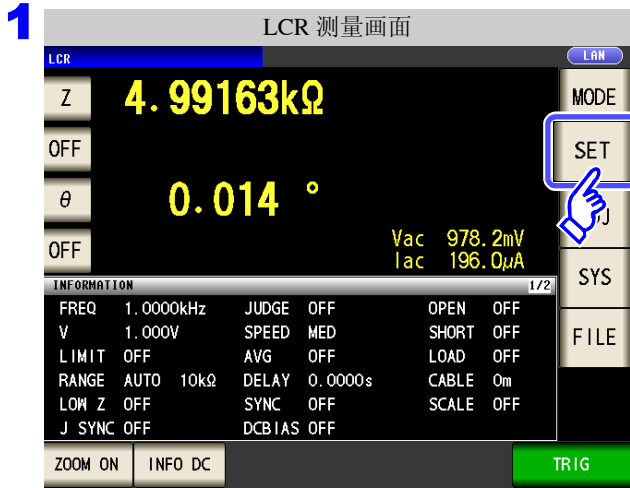 1
LCR 测量画面
LCR
LAN
Z 4.99163kΩ
MODE
OFF
SET
θ 0.014 °
J
OFF
Vac 978.2mV
Iac 196.0μA
SYS
INFORMATION 1/2
FREQ 1.0000kHz JUDGE OFF OPEN OFF
V 1.000V SPEED MED SHORT OFF
FILE
LIMIT OFF AVG OFF LOAD OFF
RANGE AUTO 10kΩ DELAY 0.0000s CABLE 0m
LOW Z OFF SYNC OFF SCALE OFF
J SYNC OFF DCBIAS OFF
ZOOM ON INFO DC TRIG